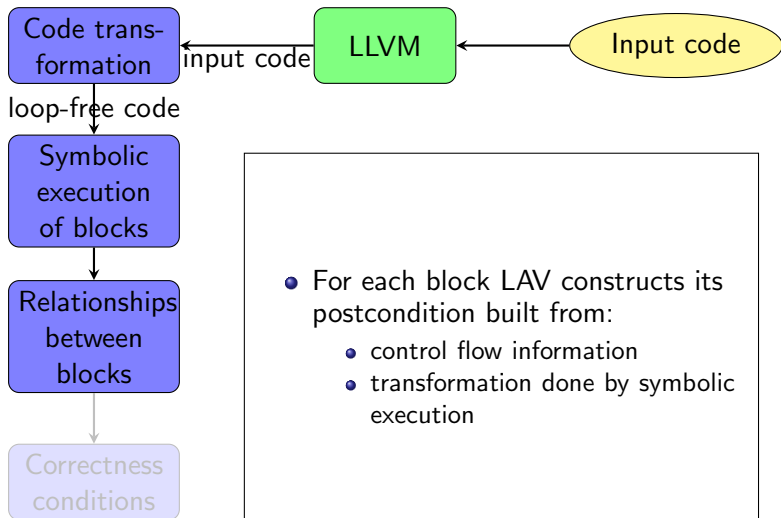 Code trans-
formation
input code
LLVM
Input code
loop-free code
Symbolic
execution
of blocks
Relationships
between
blocks
Correctness
conditions
For each block LAV constructs its
postcondition built from:
control flow information
transformation done by symbolic
execution